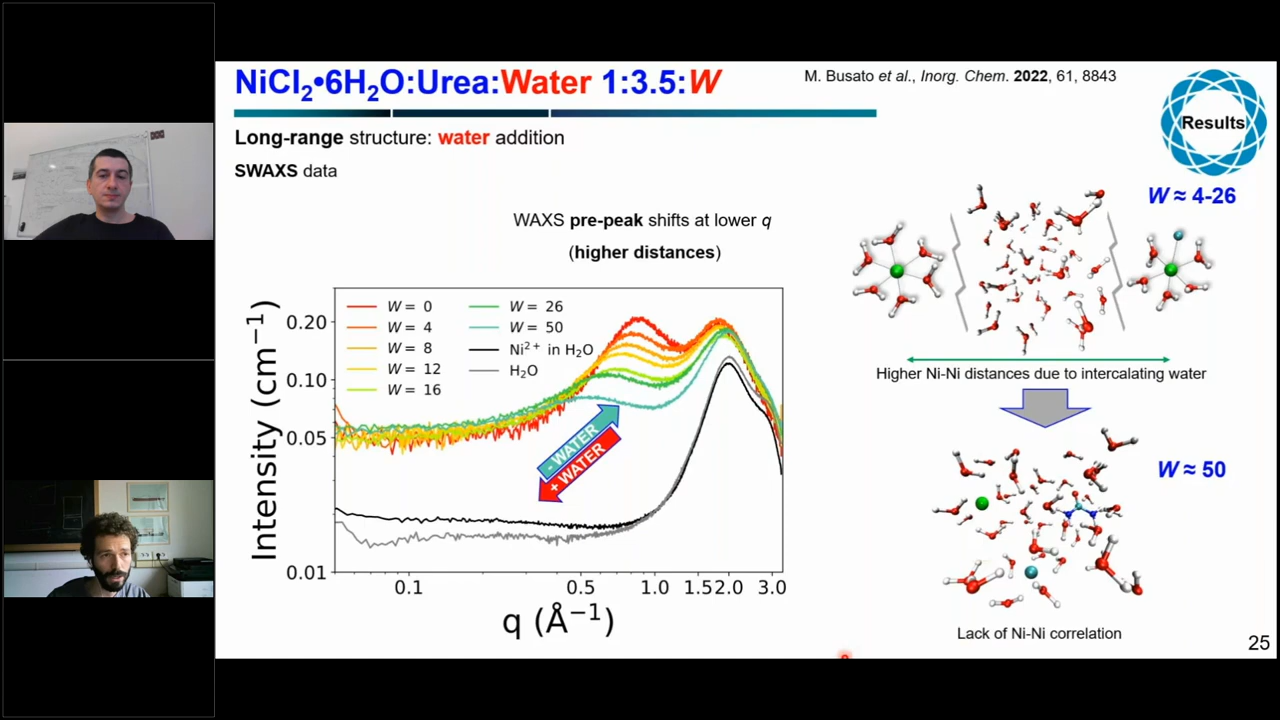 NiCl₂•6H₂O:Urea:Water 1:3.5:W
M. Busato et al., Inorg. Chem. 2022, 61, 8843
Results
Long-range structure: water addition
SWAXS data
WAXS pre-peak shifts at lower q
(higher distances)
W ≈ 4-26
Intensity (cm⁻¹)
0.20
0.10
0.05
0.01
W = 0
W = 4
W = 8
W = 12
W = 16
W = 26
W = 50
Ni²⁺ in H₂O
H₂O
- WATER
+ WATER
0.1
0.5
1.0
1.5
2.0
3.0
q (Å⁻¹)
Higher Ni-Ni distances due to intercalating water
W ≈ 50
Lack of Ni-Ni correlation
25